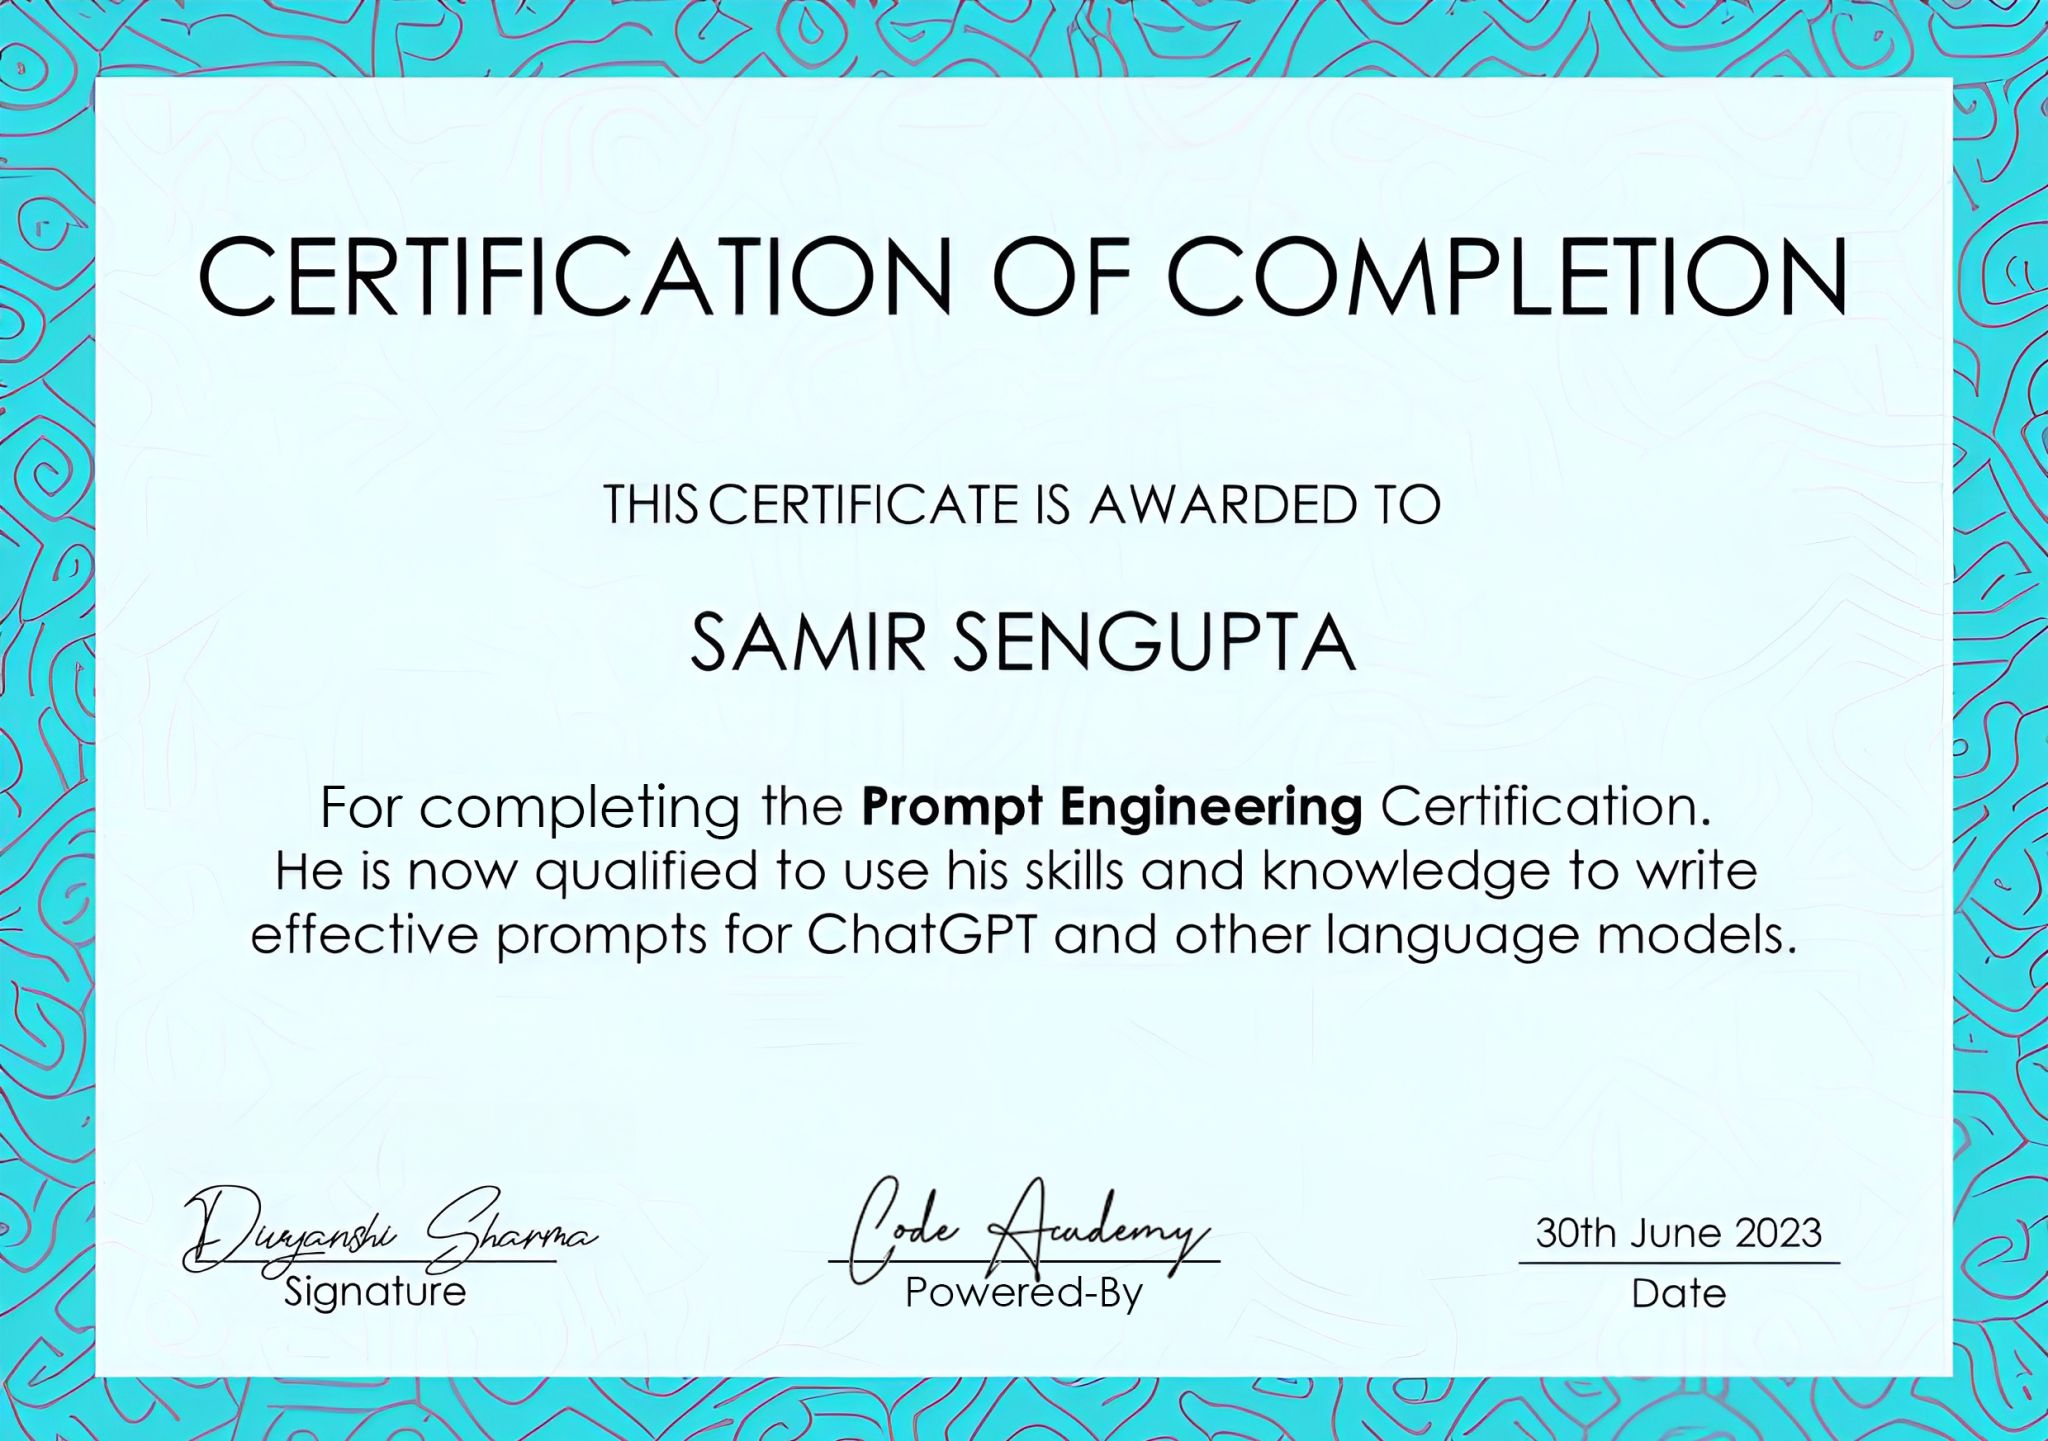 CERTIFICATION OF COMPLETION
THIS CERTIFICATE IS AWARDED TO
SAMIR SENGUPTA
For completing the Prompt Engineering Certification.
He is now qualified to use his skills and knowledge to write
effective prompts for ChatGPT and other language models.
Divyanshi Sharma
Signature
Code Academy
Powered-By
30th June 2023
Date